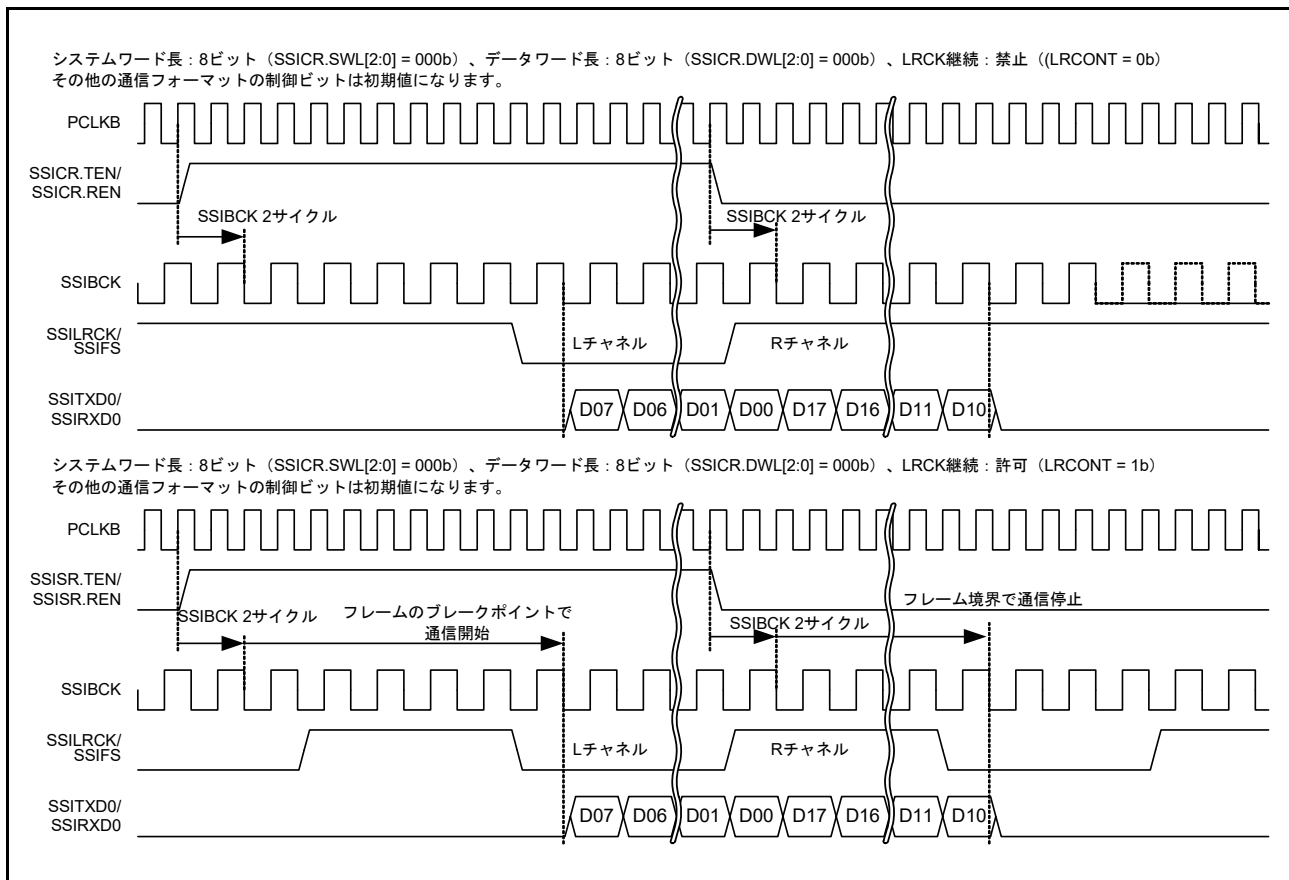 システムワード長：8ビット（SSICR.SWL[2:0] = 000b）、データワード長：8ビット（SSICR.DWL[2:0] = 000b）、LRCK継続：禁止（(LRCONT = 0b）
その他の通信フォーマットの制御ビットは初期値になります。
PCLKB
SSICR.TEN/
SSICR.REN
SSIBCK 2サイクル
SSIBCK 2サイクル
SSIBCK
SSILRCK/
SSIFS
Lチャネル
Rチャネル
SSITXD0/
SSIRXD0
D07 D06 D01 D00 D17 D16 D11 D10
システムワード長：8ビット（SSICR.SWL[2:0] = 000b）、データワード長：8ビット（SSICR.DWL[2:0] = 000b）、LRCK継続：許可（LRCONT = 1b）
その他の通信フォーマットの制御ビットは初期値になります。
PCLKB
SSISR.TEN/
SSISR.REN
SSIBCK 2サイクル
フレームのブレークポイントで
通信開始
SSIBCK 2サイクル
フレーム境界で通信停止
SSIBCK
SSILRCK/
SSIFS
Lチャネル
Rチャネル
SSITXD0/
SSIRXD0
D07 D06 D01 D00 D17 D16 D11 D10